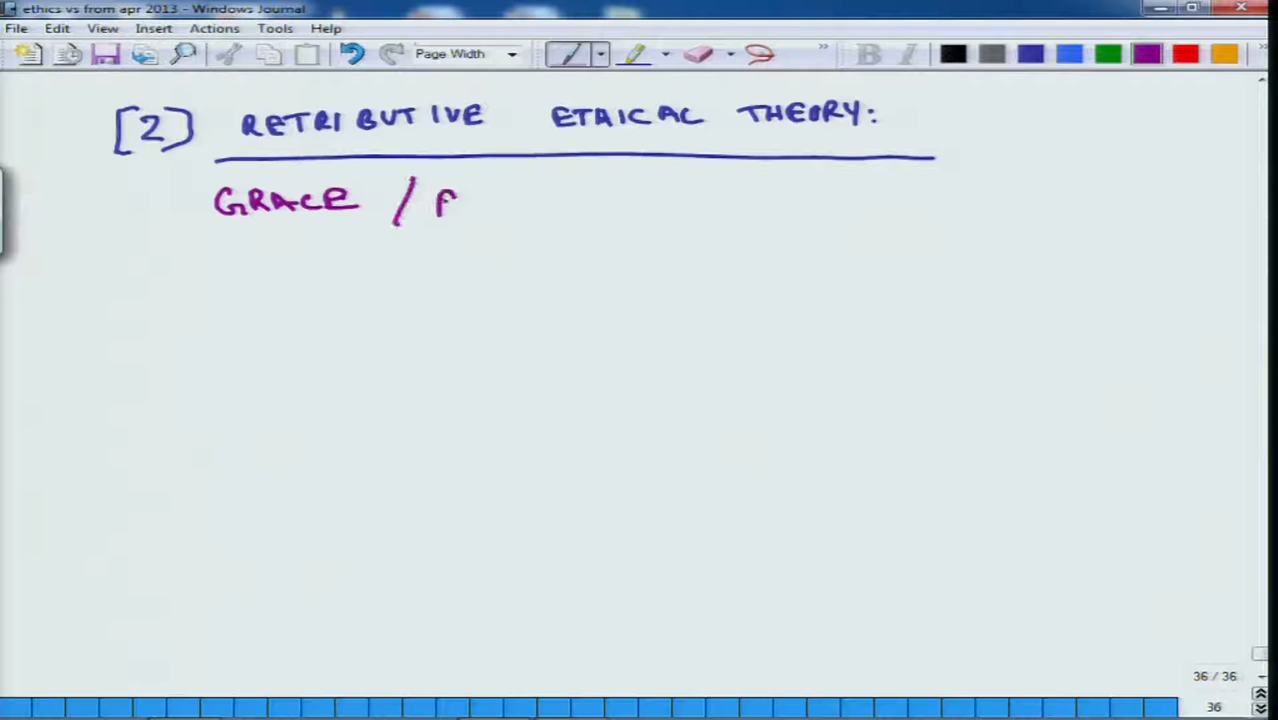 ethics vs from apr 2013 - Windows Journal
File Edit View Insert Actions Tools Help
Page Width B I
[2] RETRIBUTIVE ETHICAL THEORY:
GRACE /
36 / 36
36